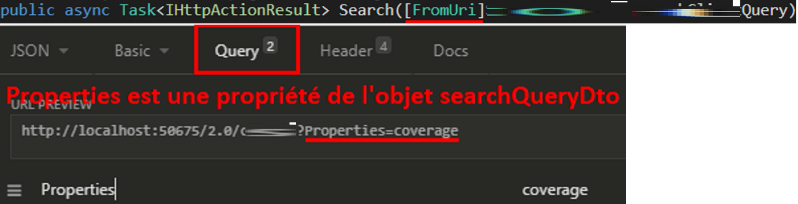 public async Task<IHttpActionResult> Search([FromUri] Query)
JSON Basic Query 2 Header 4 Docs
Properties est une propriété de l'objet searchQueryDto
URL PREVIEW
http://localhost:50675/2.0/ ?Properties=coverage
Properties coverage